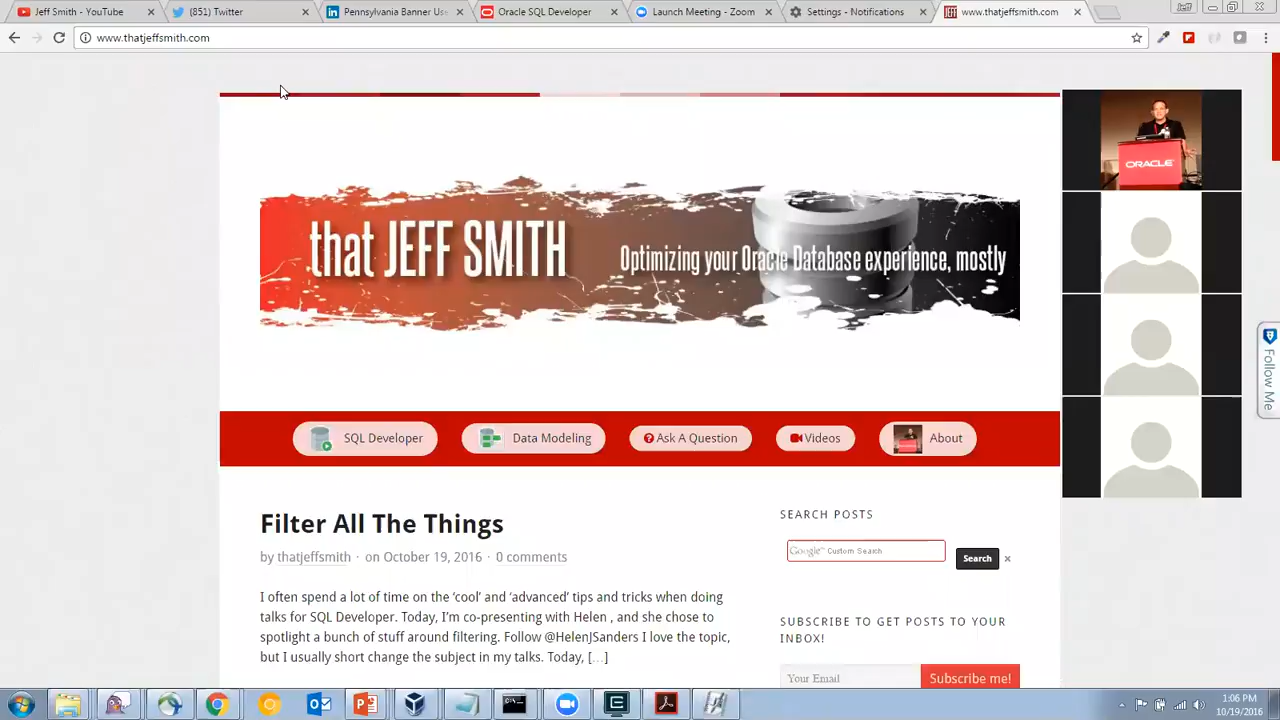 Jeff Smith - YouTube
(851) Twitter
Pennsylvania Banner Use
Oracle SQL Developer
Launch Meeting - Zoom
Settings - Notifications
www.thatjeffsmith.com
Jeff
www.thatjeffsmith.com
that JEFF SMITH
Optimizing your Oracle Database experience, mostly
ORACLE
Follow Me
SQL Developer
Data Modeling
Ask A Question
Videos
About
Filter All The Things
by thatjeffsmith · on October 19, 2016 · 0 comments
I often spend a lot of time on the ‘cool’ and ‘advanced’ tips and tricks when doing
talks for SQL Developer. Today, I’m co-presenting with Helen , and she chose to
spotlight a bunch of stuff around filtering. Follow @HelenJSanders I love the topic,
but I usually short change the subject in my talks. Today, […]
SEARCH POSTS
Google™ Custom Search
Search
SUBSCRIBE TO GET POSTS TO YOUR
INBOX!
Your Email
Subscribe me!
1:06 PM
10/19/2016